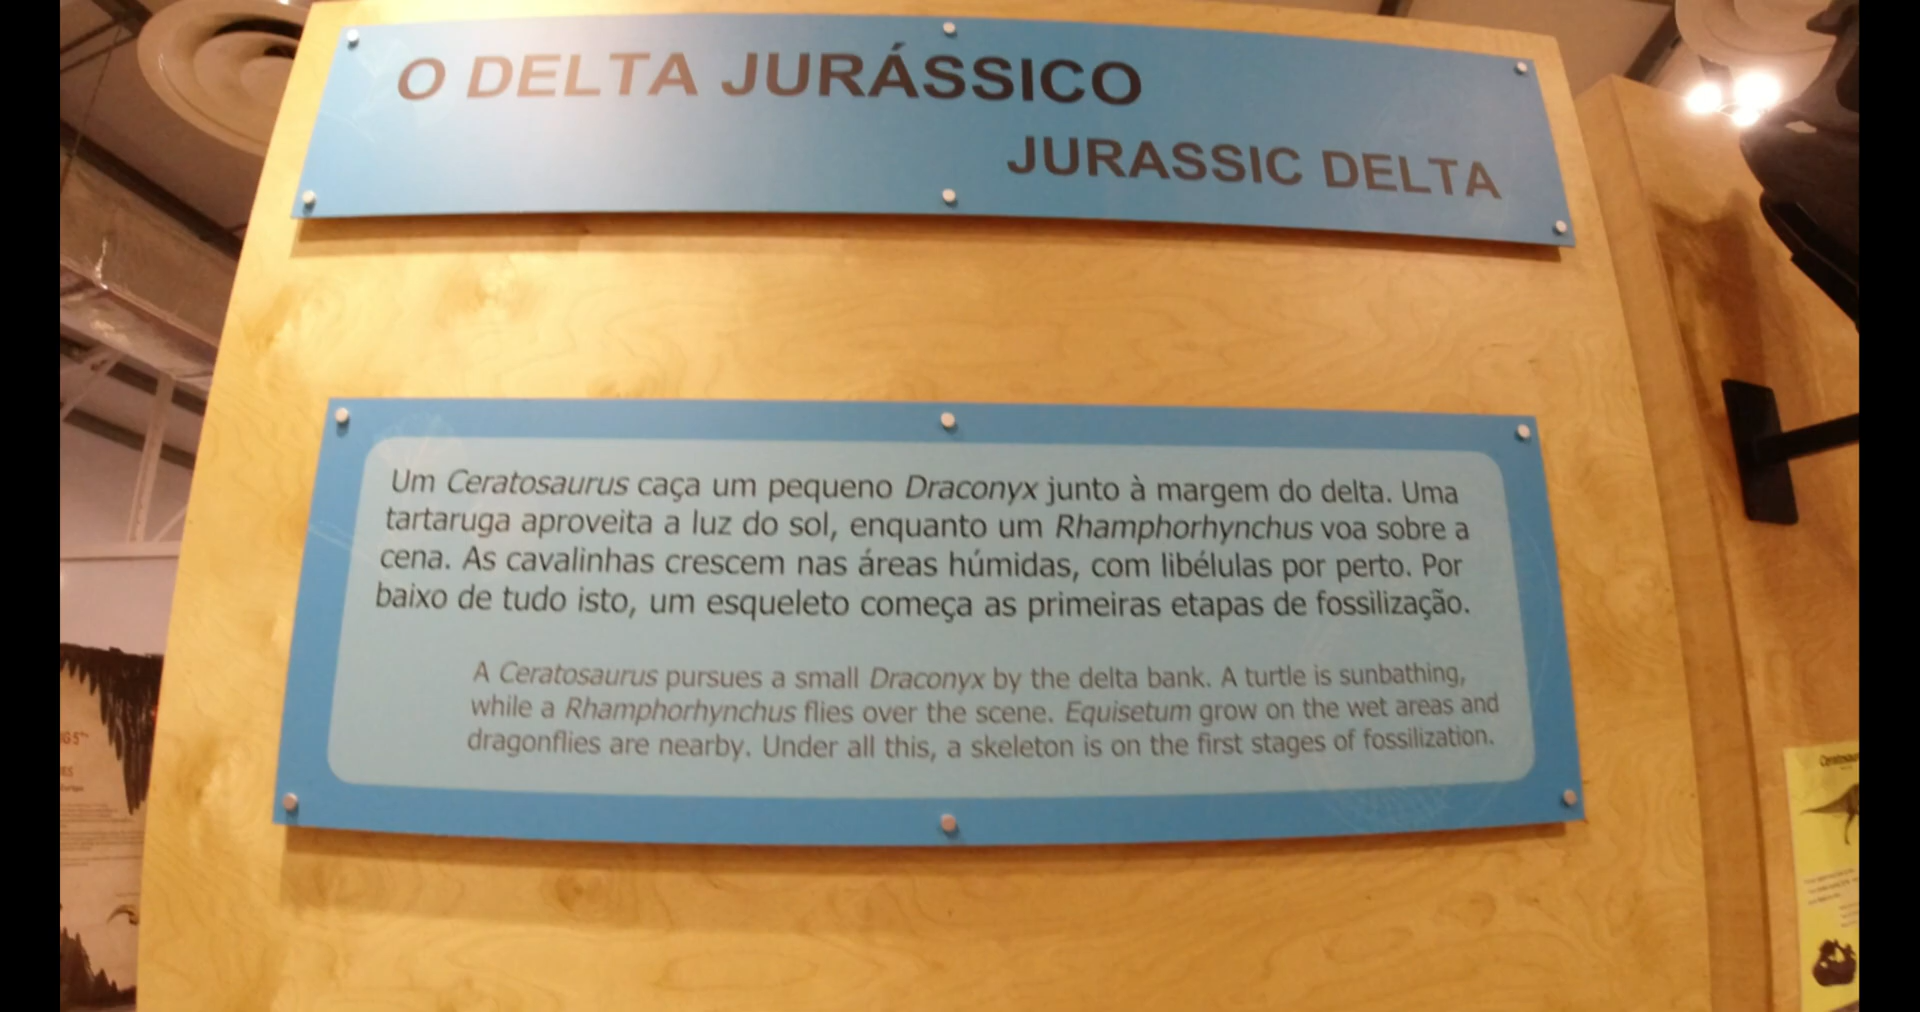 O DELTA JURÁSSICO
JURASSIC DELTA
Um Ceratosaurus caça um pequeno Draconyx junto à margem do delta. Uma
tartaruga aproveita a luz do sol, enquanto um Rhamphorhynchus voa sobre a
cena. As cavalinhas crescem nas áreas húmidas, com libélulas por perto. Por
baixo de tudo isto, um esqueleto começa as primeiras etapas de fossilização.
A Ceratosaurus pursues a small Draconyx by the delta bank. A turtle is sunbathing,
while a Rhamphorhynchus flies over the scene. Equisetum grow on the wet areas and
dragonflies are nearby. Under all this, a skeleton is on the first stages of fossilization.